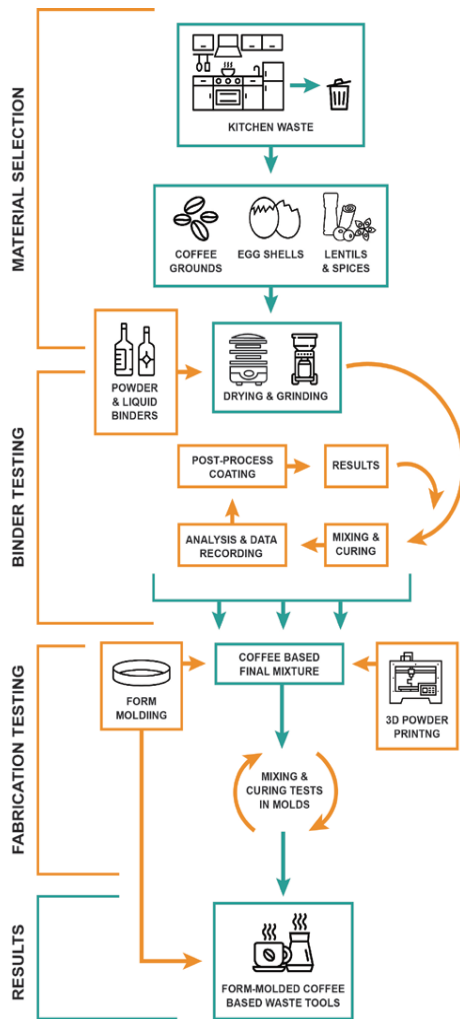 MATERIAL SELECTION
KITCHEN WASTE
COFFEE
GROUNDS
EGG SHELLS
LENTILS
& SPICES
BINDER TESTING
POWDER
& LIQUID
BINDERS
DRYING & GRINDING
POST-PROCESS
COATING
RESULTS
ANALYSIS & DATA
RECORDING
MIXING &
CURING
FABRICATION TESTING
FORM
MOLDIING
COFFEE BASED
FINAL MIXTURE
3D POWDER
PRINTNG
MIXING &
CURING TESTS
IN MOLDS
RESULTS
FORM-MOLDED COFFEE
BASED WASTE TOOLS